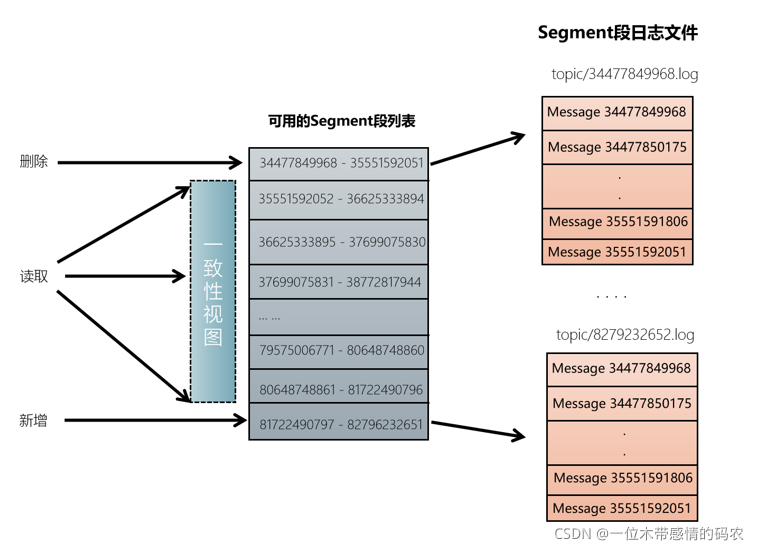 Segment段日志文件
topic/34477849968.log
Message 34477849968
Message 34477850175
.
.
Message 35551591806
Message 35551592051
. . . .
topic/8279232652.log
Message 34477849968
Message 34477850175
.
.
Message 35551591806
Message 35551592051
可用的Segment段列表
34477849968 - 35551592051
35551592052 - 36625333894
36625333895 - 37699075830
37699075831 - 38772817944
... ...
79575006771 - 80648748860
80648748861 - 81722490796
81722490797 - 82796232651
删除
读取
新增
一致性视图
CSDN @一位木带感情的码农